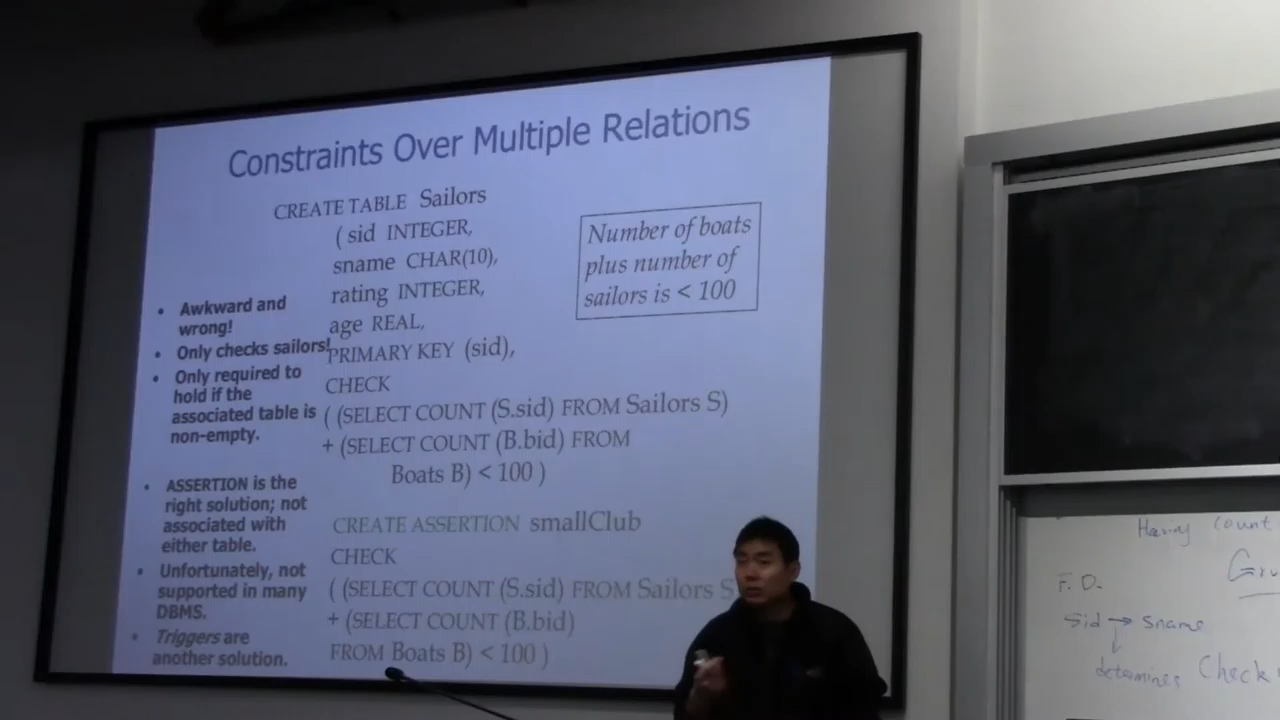 Constraints Over Multiple Relations
CREATE TABLE Sailors
( sid INTEGER,
sname CHAR(10),
rating INTEGER,
age REAL,
PRIMARY KEY (sid),
CHECK
( (SELECT COUNT (S.sid) FROM Sailors S)
+ (SELECT COUNT (B.bid) FROM
Boats B) < 100 )
Number of boats
plus number of
sailors is < 100
• Awkward and
wrong!
• Only checks sailors!
• Only required to
hold if the
associated table is
non-empty.
• ASSERTION is the
right solution; not
associated with
either table.
• Unfortunately, not
supported in many
DBMS.
• Triggers are
another solution.
CREATE ASSERTION smallClub
CHECK
( (SELECT COUNT (S.sid) FROM Sailors S
+ (SELECT COUNT (B.bid)
FROM Boats B) < 100 )
Having Count
F. D.
Sid → Sname
determines Check